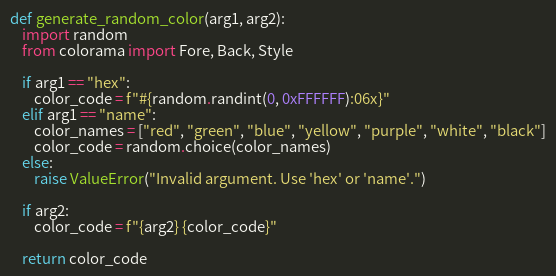 def generate_random_color(arg1, arg2):
    import random
    from colorama import Fore, Back, Style

    if arg1 == "hex":
        color_code = f"#{random.randint(0, 0xFFFFFF):06x}"
    elif arg1 == "name":
        color_names = ["red", "green", "blue", "yellow", "purple", "white", "black"]
        color_code = random.choice(color_names)
    else:
        raise ValueError("Invalid argument. Use 'hex' or 'name'.")

    if arg2:
        color_code = f"{arg2} {color_code}"

    return color_code